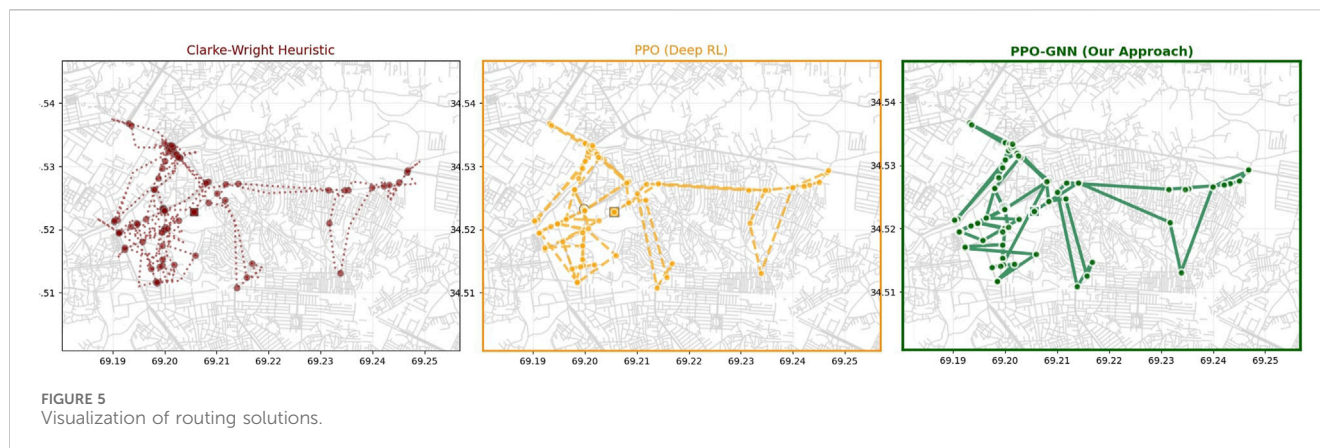 Clarke-Wright Heuristic
PPO (Deep RL)
PPO-GNN (Our Approach)
.54
.53
.52
.51
69.19 69.20 69.21 69.22 69.23 69.24 69.25
34.54
34.53
34.52
34.51
69.19 69.20 69.21 69.22 69.23 69.24 69.25
34.54
34.53
34.52
34.51
69.19 69.20 69.21 69.22 69.23 69.24 69.25
FIGURE 5
Visualization of routing solutions.